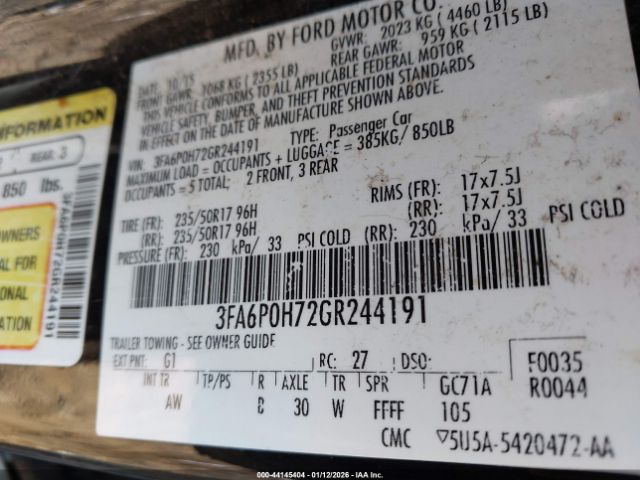 MFD. BY FORD MOTOR CO.
DATE: 10/15
GVWR: 2023 KG ( 4460 LB)
FRONT GAWR: 1068 KG ( 2355 LB)
REAR GAWR: 959 KG ( 2115 LB)
THIS VEHICLE CONFORMS TO ALL APPLICABLE FEDERAL MOTOR
VEHICLE SAFETY, BUMPER, AND THEFT PREVENTION STANDARDS
IN EFFECT ON THE DATE OF MANUFACTURE SHOWN ABOVE.
VIN: 3FA6P0H72GR244191 TYPE: Passenger Car
MAXIMUM LOAD = OCCUPANTS + LUGGAGE = 385KG/ 850LB
OCCUPANTS = 5 TOTAL; 2 FRONT, 3 REAR
TIRE (FR): 235/50R17 96H RIMS (FR): 17x7.5J
(RR): 235/50R17 96H (RR): 17x7.5J
PRESSURE (FR): 230 kPa/ 33 PSI COLD (RR): 230 kPa/ 33 PSI COLD
3FA6P0H72GR244191
TRAILER TOWING - SEE OWNER GUIDE
EXT PNT: G1 RC: 27 DSO: F0035
INT TR TP/PS R AXLE TR SPR GC71A R0044
AW 30 W FFFF 105
CMC ▽5U5A-5420472-AA
INFORMATION
REAR 3
850 lbs.
OWNERS
AL FOR
IONAL
ON
3FA6P0H72GR244191
000-44145404 - 01/12/2026 - IAA Inc.